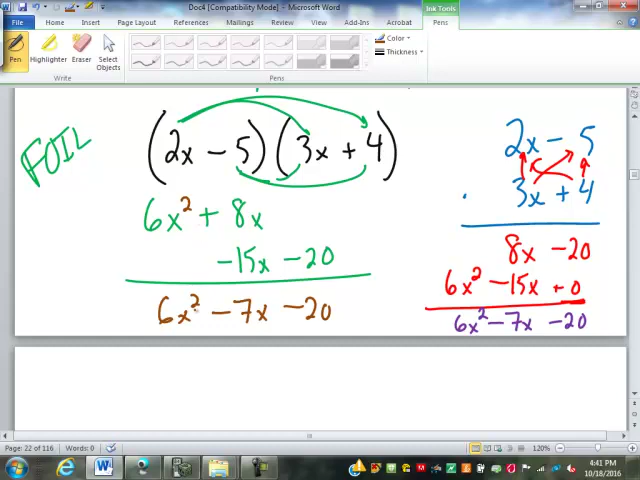 Doc4 (Compatibility Mode) - Microsoft Word
Ink Tools
File Home Insert Page Layout References Mailings Review View Add-Ins Acrobat Pens
Pen Highlighter Eraser Select Objects
Color
Thickness
Write Pens
FOIL
(2x - 5)(3x + 4)
6x² + 8x
-15x - 20
6x² - 7x - 20
2x - 5
· 3x + 4
8x - 20
6x² - 15x + 0
6x² - 7x - 20
Page: 22 of 116 Words: 0 120%
4:41 PM
10/18/2016